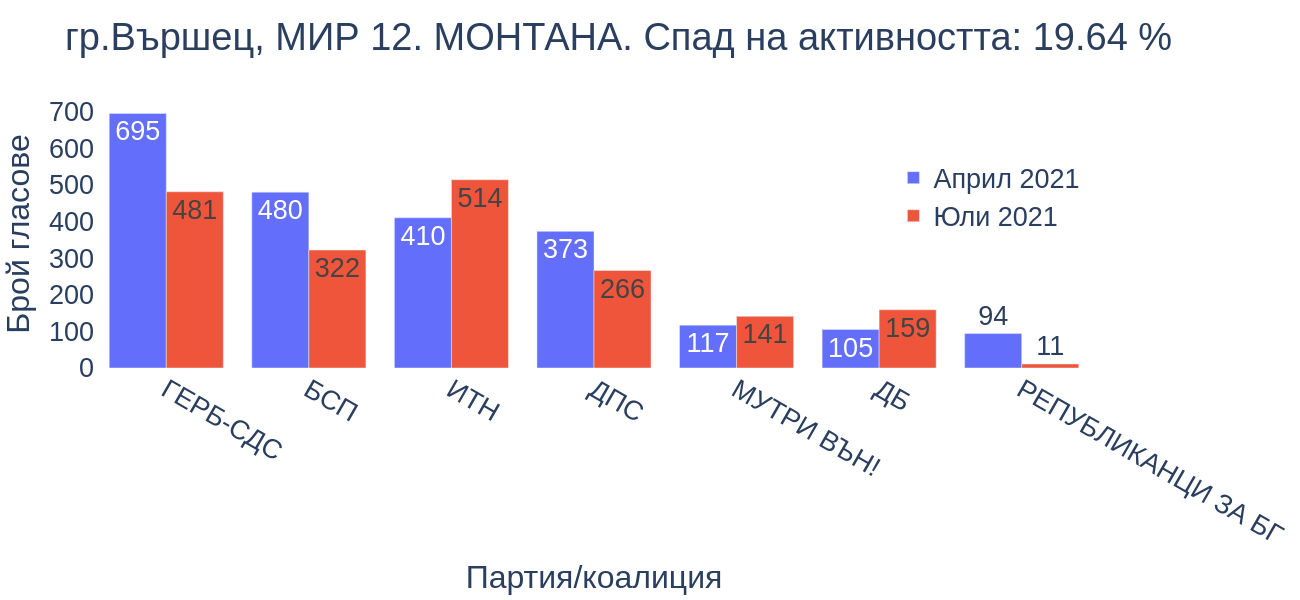 гр.Вършец, МИР 12. МОНТАНА. Спад на активността: 19.64 %
Брой гласове
700
600
500
400
300
200
100
0
695
481
480
322
410
514
373
266
117
141
105
159
94
11
Април 2021
Юли 2021
ГЕРБ-СДС
БСП
ИТН
ДПС
МУТРИ ВЪН!
ДБ
РЕПУБЛИКАНЦИ ЗА БГ
Партия/коалиция